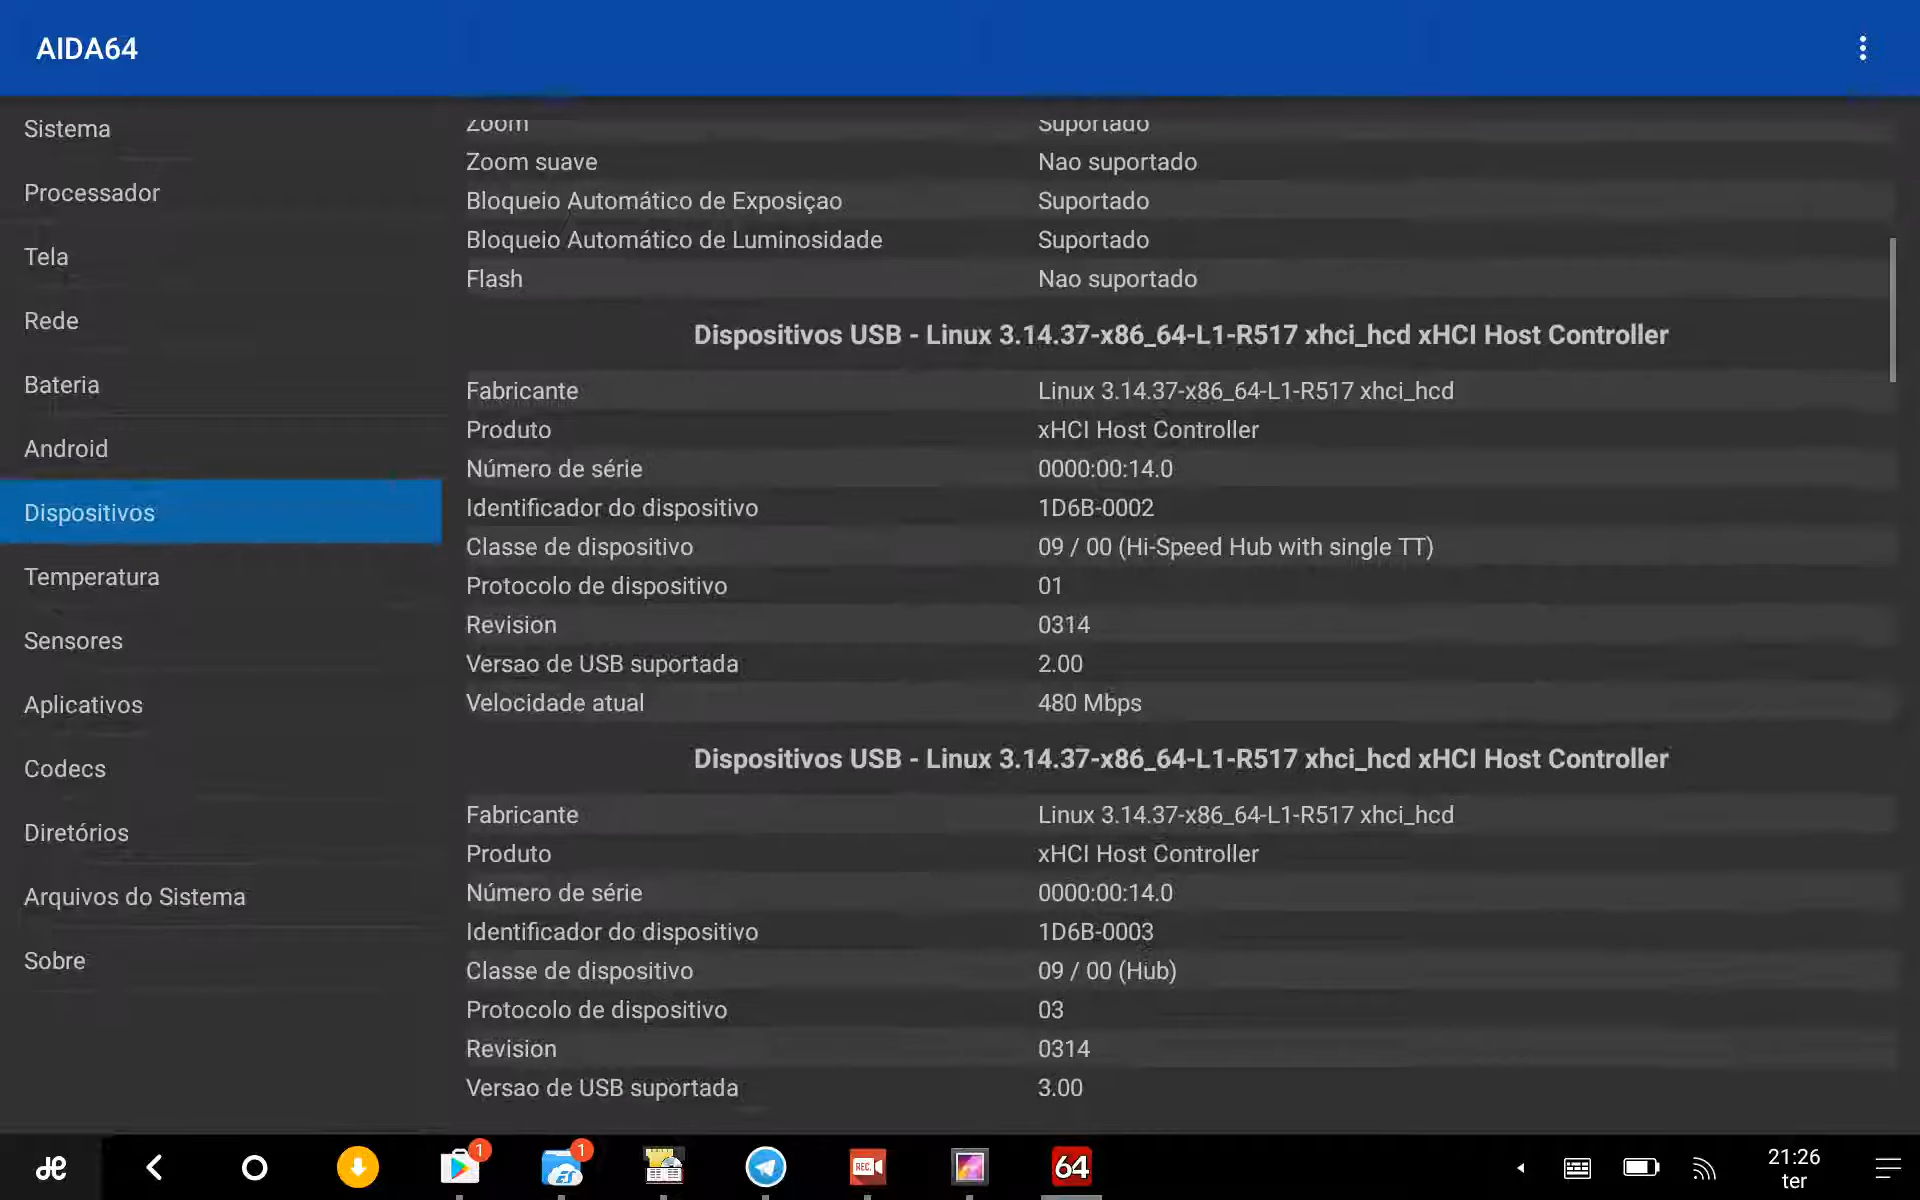 AIDA64
Sistema
Processador
Tela
Rede
Bateria
Android
Dispositivos
Temperatura
Sensores
Aplicativos
Codecs
Diretórios
Arquivos do Sistema
Sobre
Zoom Suportado
Zoom suave Nao suportado
Bloqueio Automático de Exposiçao Suportado
Bloqueio Automático de Luminosidade Suportado
Flash Nao suportado
Dispositivos USB - Linux 3.14.37-x86_64-L1-R517 xhci_hcd xHCI Host Controller
Fabricante Linux 3.14.37-x86_64-L1-R517 xhci_hcd
Produto xHCI Host Controller
Número de série 0000:00:14.0
Identificador do dispositivo 1D6B-0002
Classe de dispositivo 09 / 00 (Hi-Speed Hub with single TT)
Protocolo de dispositivo 01
Revision 0314
Versao de USB suportada 2.00
Velocidade atual 480 Mbps
Dispositivos USB - Linux 3.14.37-x86_64-L1-R517 xhci_hcd xHCI Host Controller
Fabricante Linux 3.14.37-x86_64-L1-R517 xhci_hcd
Produto xHCI Host Controller
Número de série 0000:00:14.0
Identificador do dispositivo 1D6B-0003
Classe de dispositivo 09 / 00 (Hub)
Protocolo de dispositivo 03
Revision 0314
Versao de USB suportada 3.00
1
1
REC
64
21:26
ter